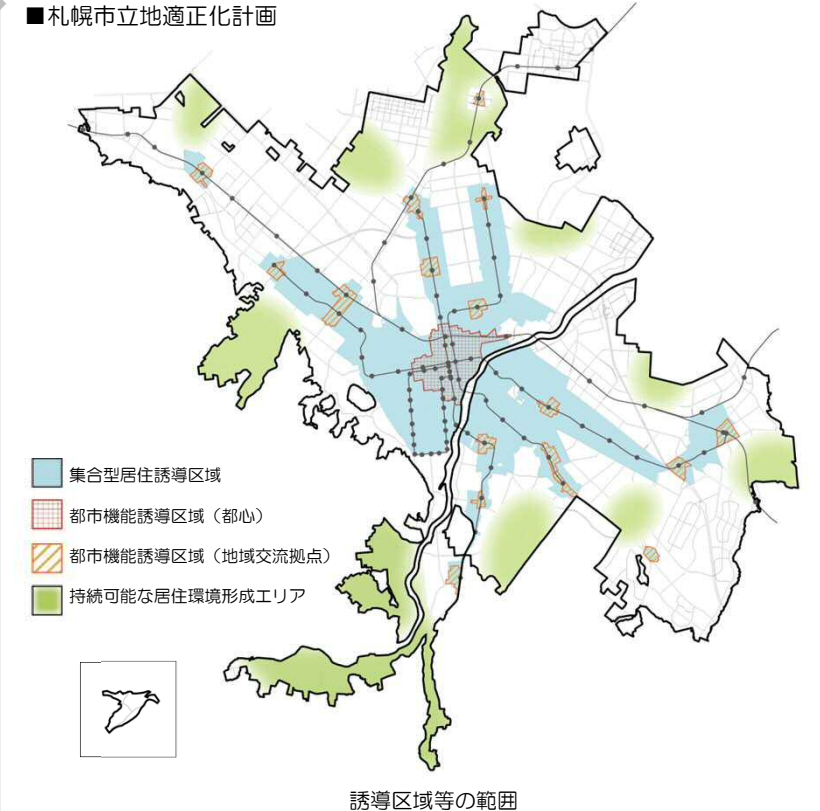 ■札幌市立地適正化計画
集合型居住誘導区域
都市機能誘導区域（都心）
都市機能誘導区域（地域交流拠点）
持続可能な居住環境形成エリア
誘導区域等の範囲